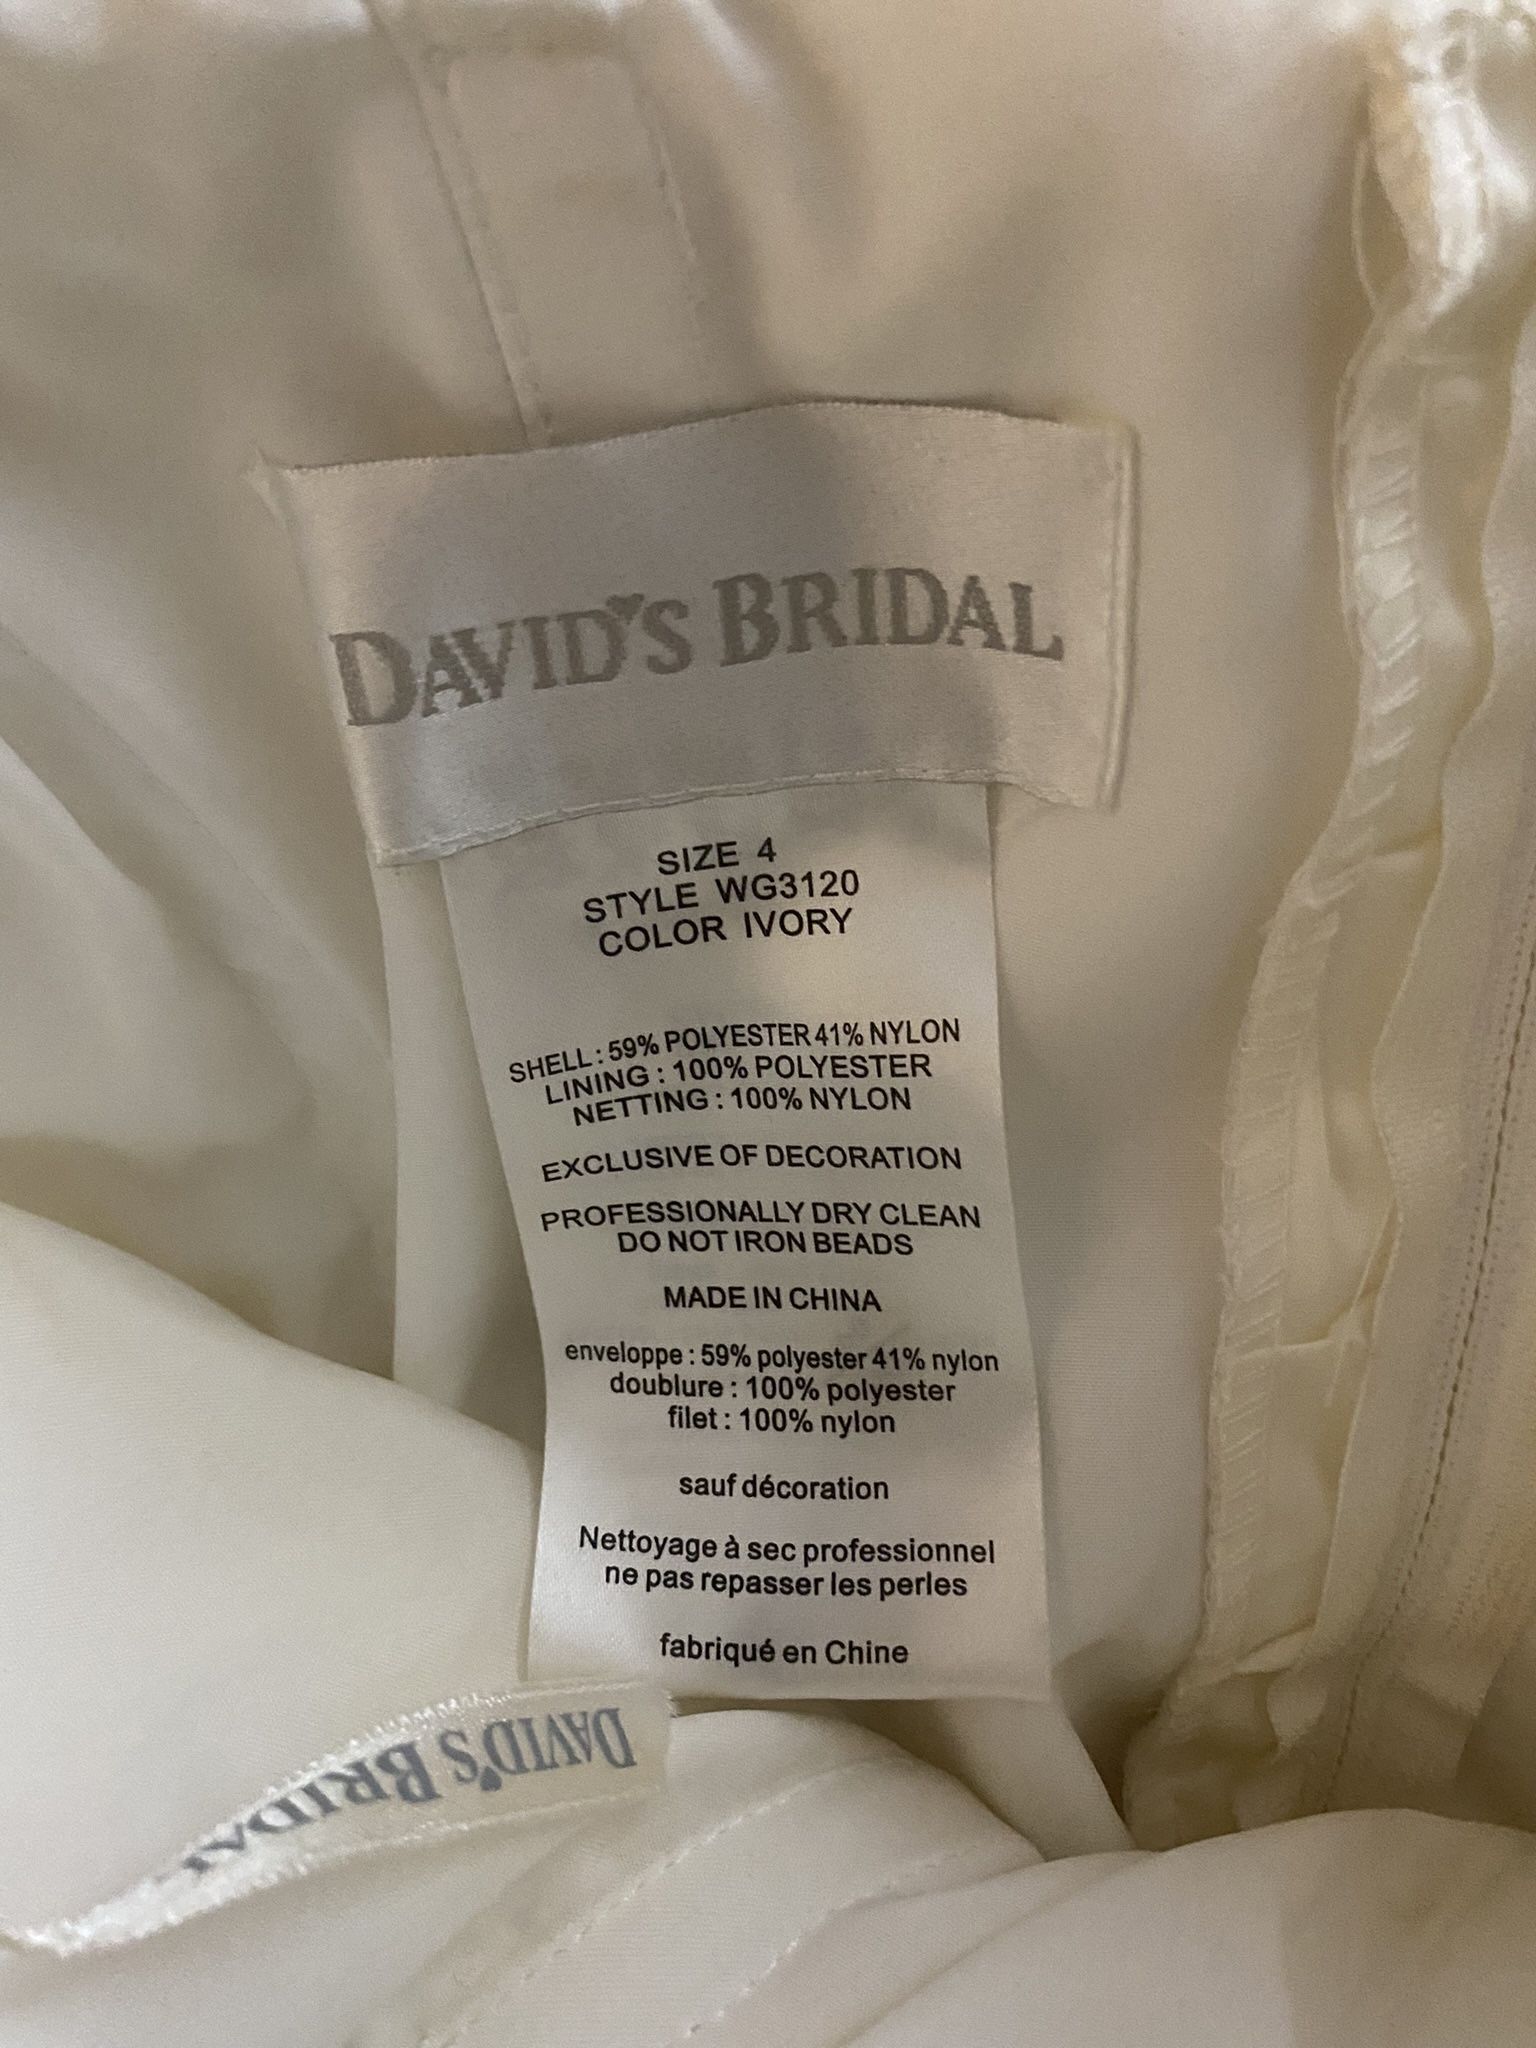 DAVID'S BRIDAL
SIZE 4
STYLE WG3120
COLOR IVORY
SHELL : 59% POLYESTER 41% NYLON
LINING : 100% POLYESTER
NETTING : 100% NYLON
EXCLUSIVE OF DECORATION
PROFESSIONALLY DRY CLEAN
DO NOT IRON BEADS
MADE IN CHINA
enveloppe : 59% polyester 41% nylon
doublure : 100% polyester
filet : 100% nylon
sauf décoration
Nettoyage à sec professionnel
ne pas repasser les perles
fabriqué en Chine
DAVID'S BRIDAL